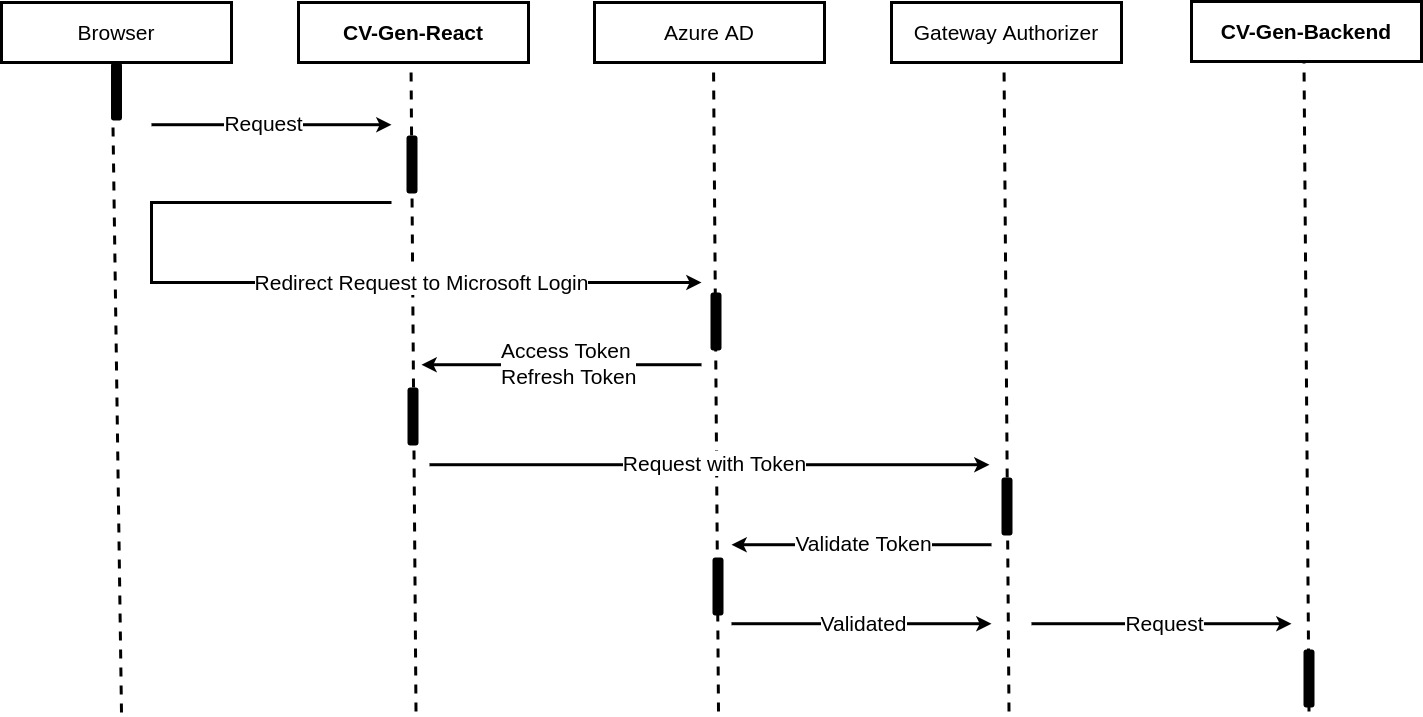 Browser
CV-Gen-React
Azure AD
Gateway Authorizer
CV-Gen-Backend
Request
Redirect Request to Microsoft Login
Access Token
Refresh Token
Request with Token
Validate Token
Validated
Request